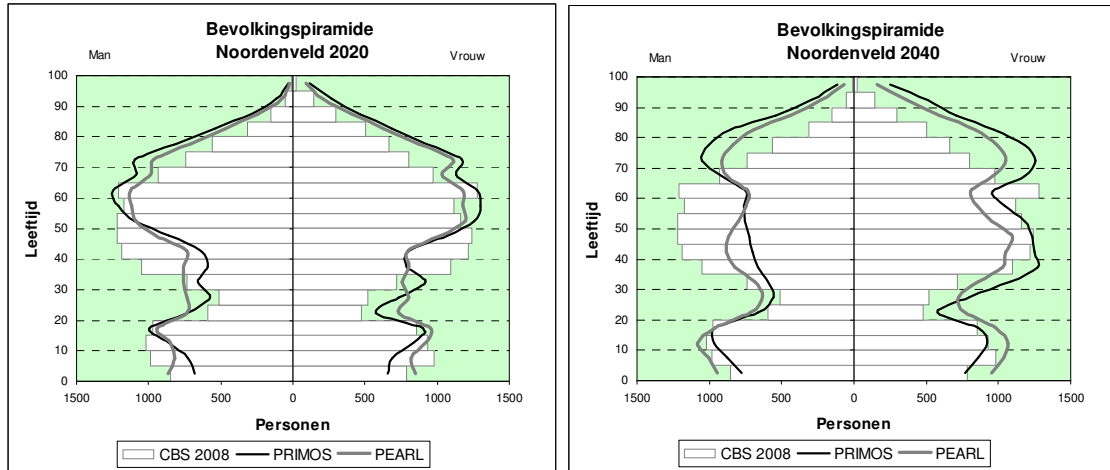 Bevolkingspiramide
Noordenveld 2020
Man
Vrouw
100
90
80
70
60
50
40
30
20
10
0
Leeftijd
1500 1000 500 0 500 1000 1500
Personen
CBS 2008 PRIMOS PEARL
Bevolkingspiramide
Noordenveld 2040
Man
Vrouw
100
90
80
70
60
50
40
30
20
10
0
Leeftijd
1500 1000 500 0 500 1000 1500
Personen
CBS 2008 PRIMOS PEARL